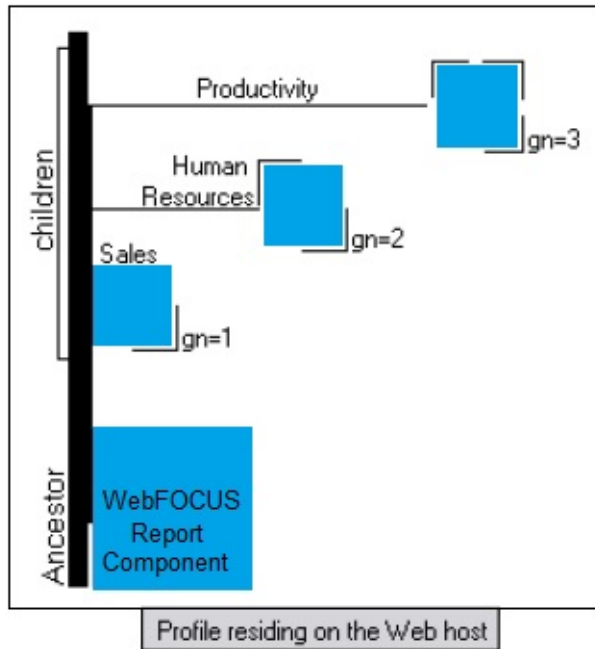 Productivity
gn=3
Human
Resources
gn=2
children
Sales
gn=1
Ancestor
WebFOCUS
Report
Component
Profile residing on the Web host